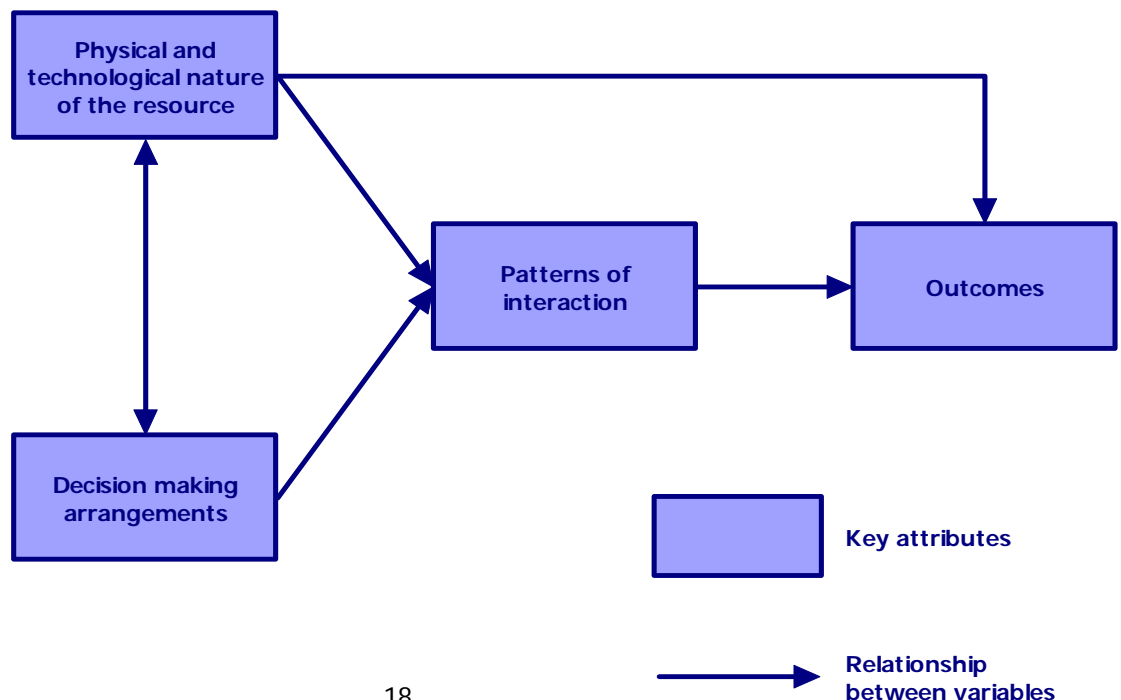 Physical and
technological nature
of the resource
Patterns of
interaction
Outcomes
Decision making
arrangements
Key attributes
Relationship
between variables
18